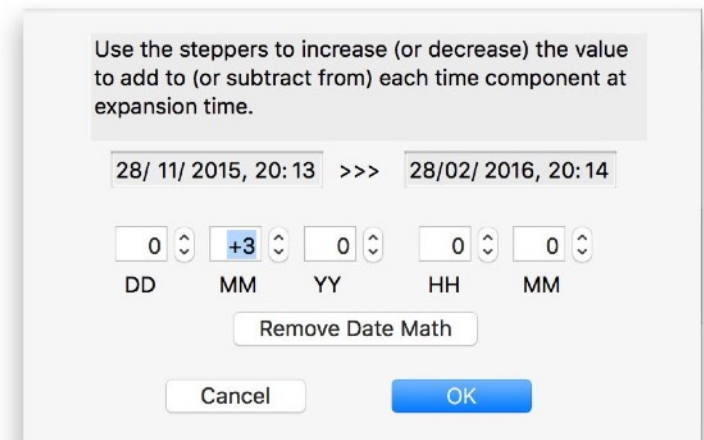 Use the steppers to increase (or decrease) the value
to add to (or subtract from) each time component at
expansion time.
28/ 11/ 2015, 20:13 >>> 28/02/ 2016, 20:14
0 +3 0 0 0
DD MM YY HH MM
Remove Date Math
Cancel OK